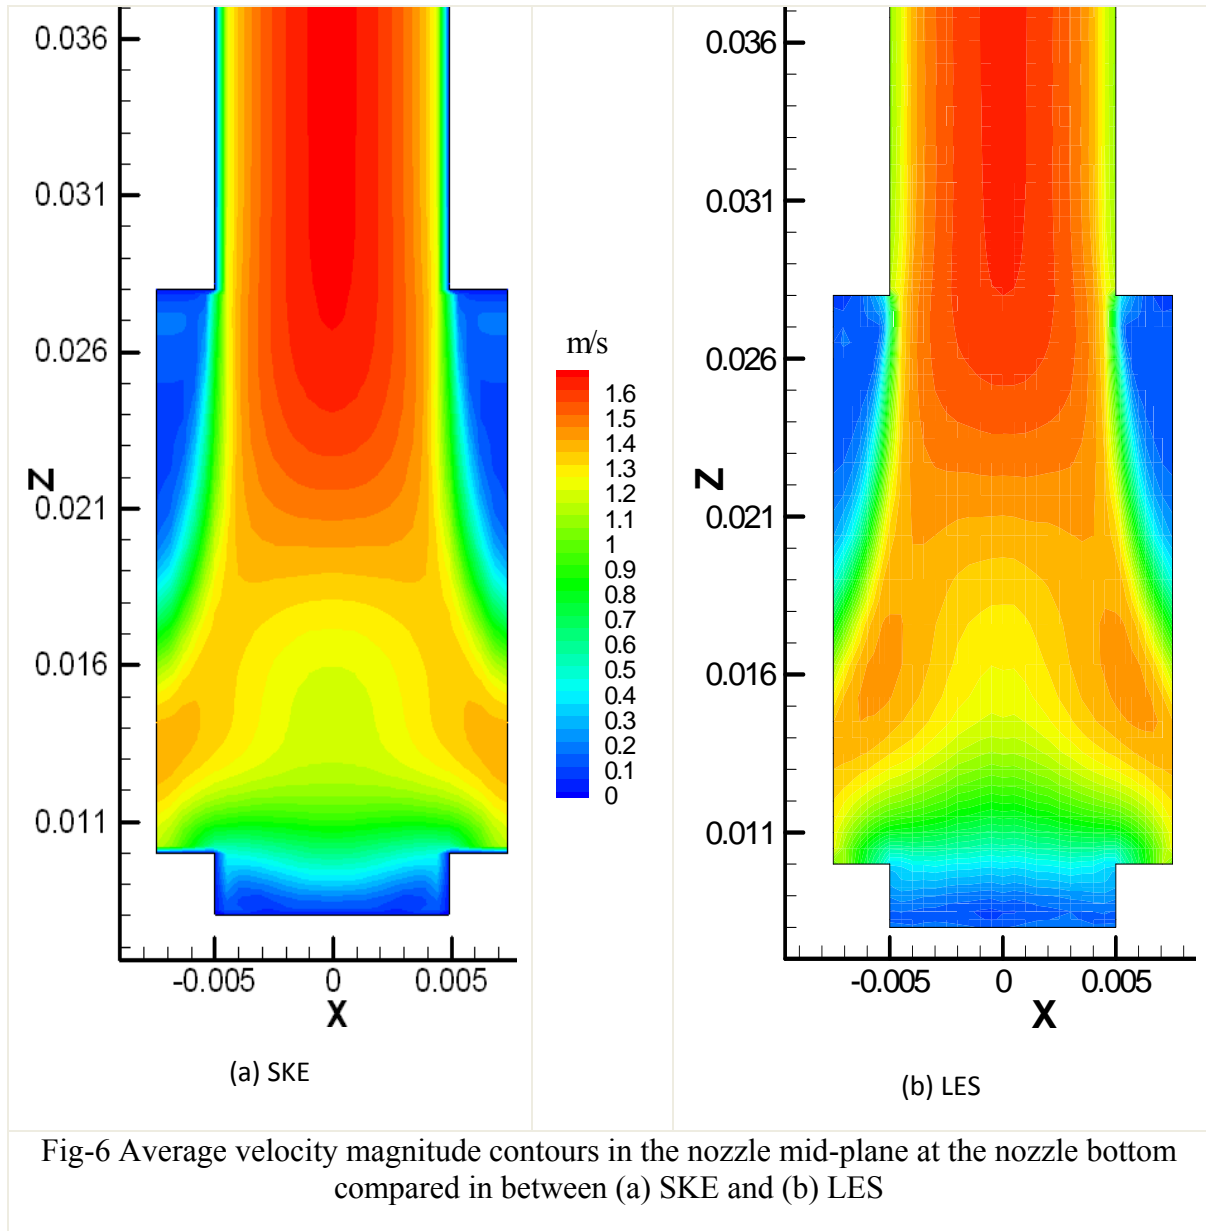 0.036
0.031
0.026
0.021
0.016
0.011
Z
-0.005 0 0.005
X
(a) SKE
m/s
1.6
1.5
1.4
1.3
1.2
1.1
1
0.9
0.8
0.7
0.6
0.5
0.4
0.3
0.2
0.1
0
0.036
0.031
0.026
0.021
0.016
0.011
Z
-0.005 0 0.005
X
(b) LES
Fig-6 Average velocity magnitude contours in the nozzle mid-plane at the nozzle bottom
compared in between (a) SKE and (b) LES